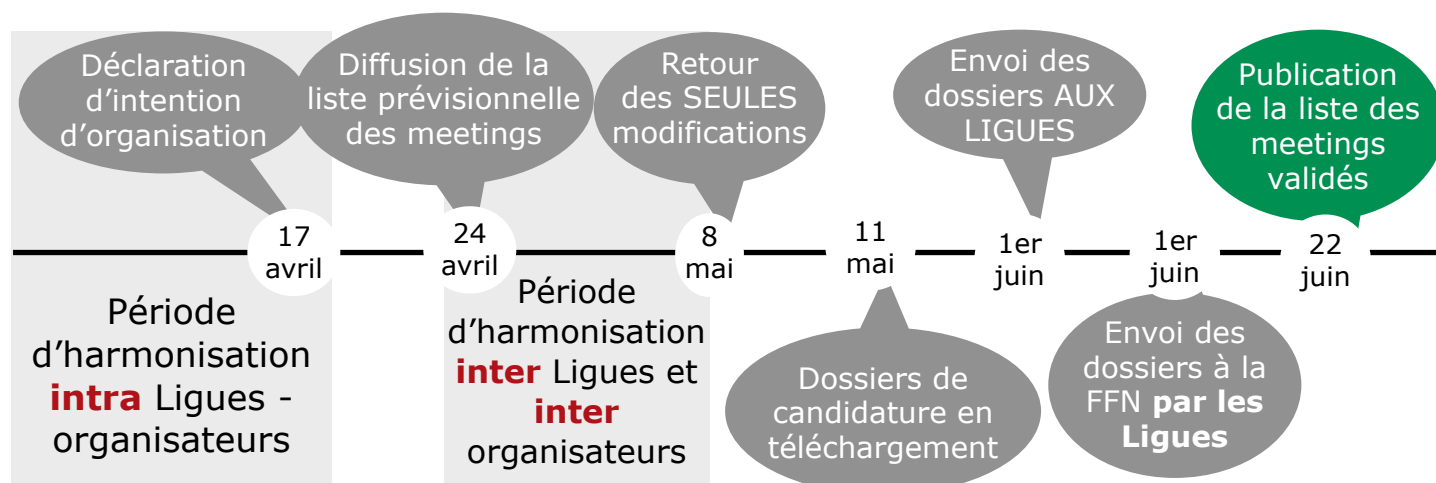 Déclaration
d'intention
d'organisation
Diffusion de la
liste prévisionnelle
des meetings
Retour
des SEULES
modifications
Envoi des
dossiers AUX
LIGUES
Publication
de la liste des
meetings
validés
17
avril
24
avril
8
mai
11
mai
1er
juin
1er
juin
22
juin
Période
d'harmonisation
intra Ligues -
organisateurs
Période
d'harmonisation
inter Ligues et
inter
organisateurs
Dossiers de
candidature en
téléchargement
Envoi des
dossiers à la
FFN par les
Ligues